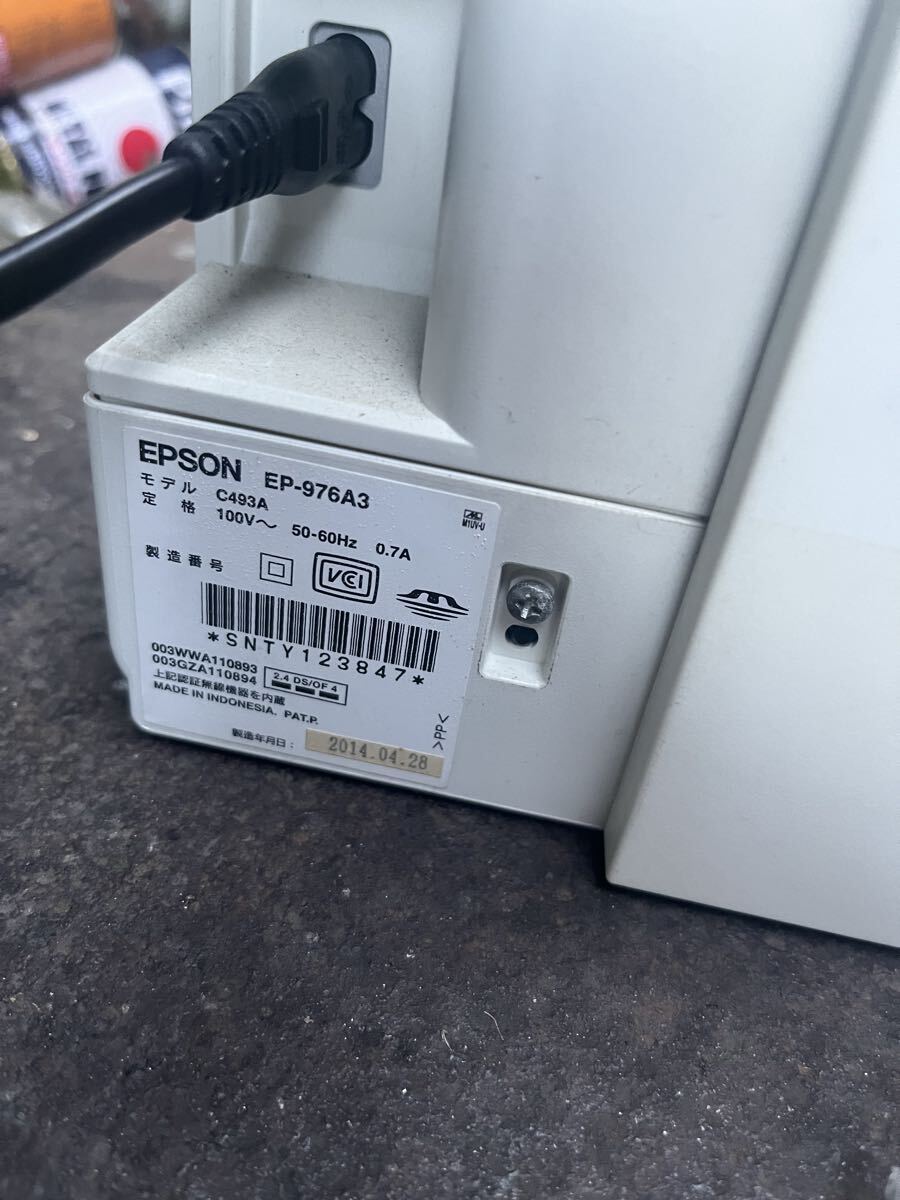 EPSON EP-976A3
モデル C493A
定格 100V～ 50-60Hz 0.7A
M1UV-U
製造番号
VCCI
*SNTY123847*
003WWA110893
003GZA110894
2.4 DS/OF 4
上記認証無線機器を内蔵
MADE IN INDONESIA. PAT.P.
>PP<
製造年月日: 2014.04.28